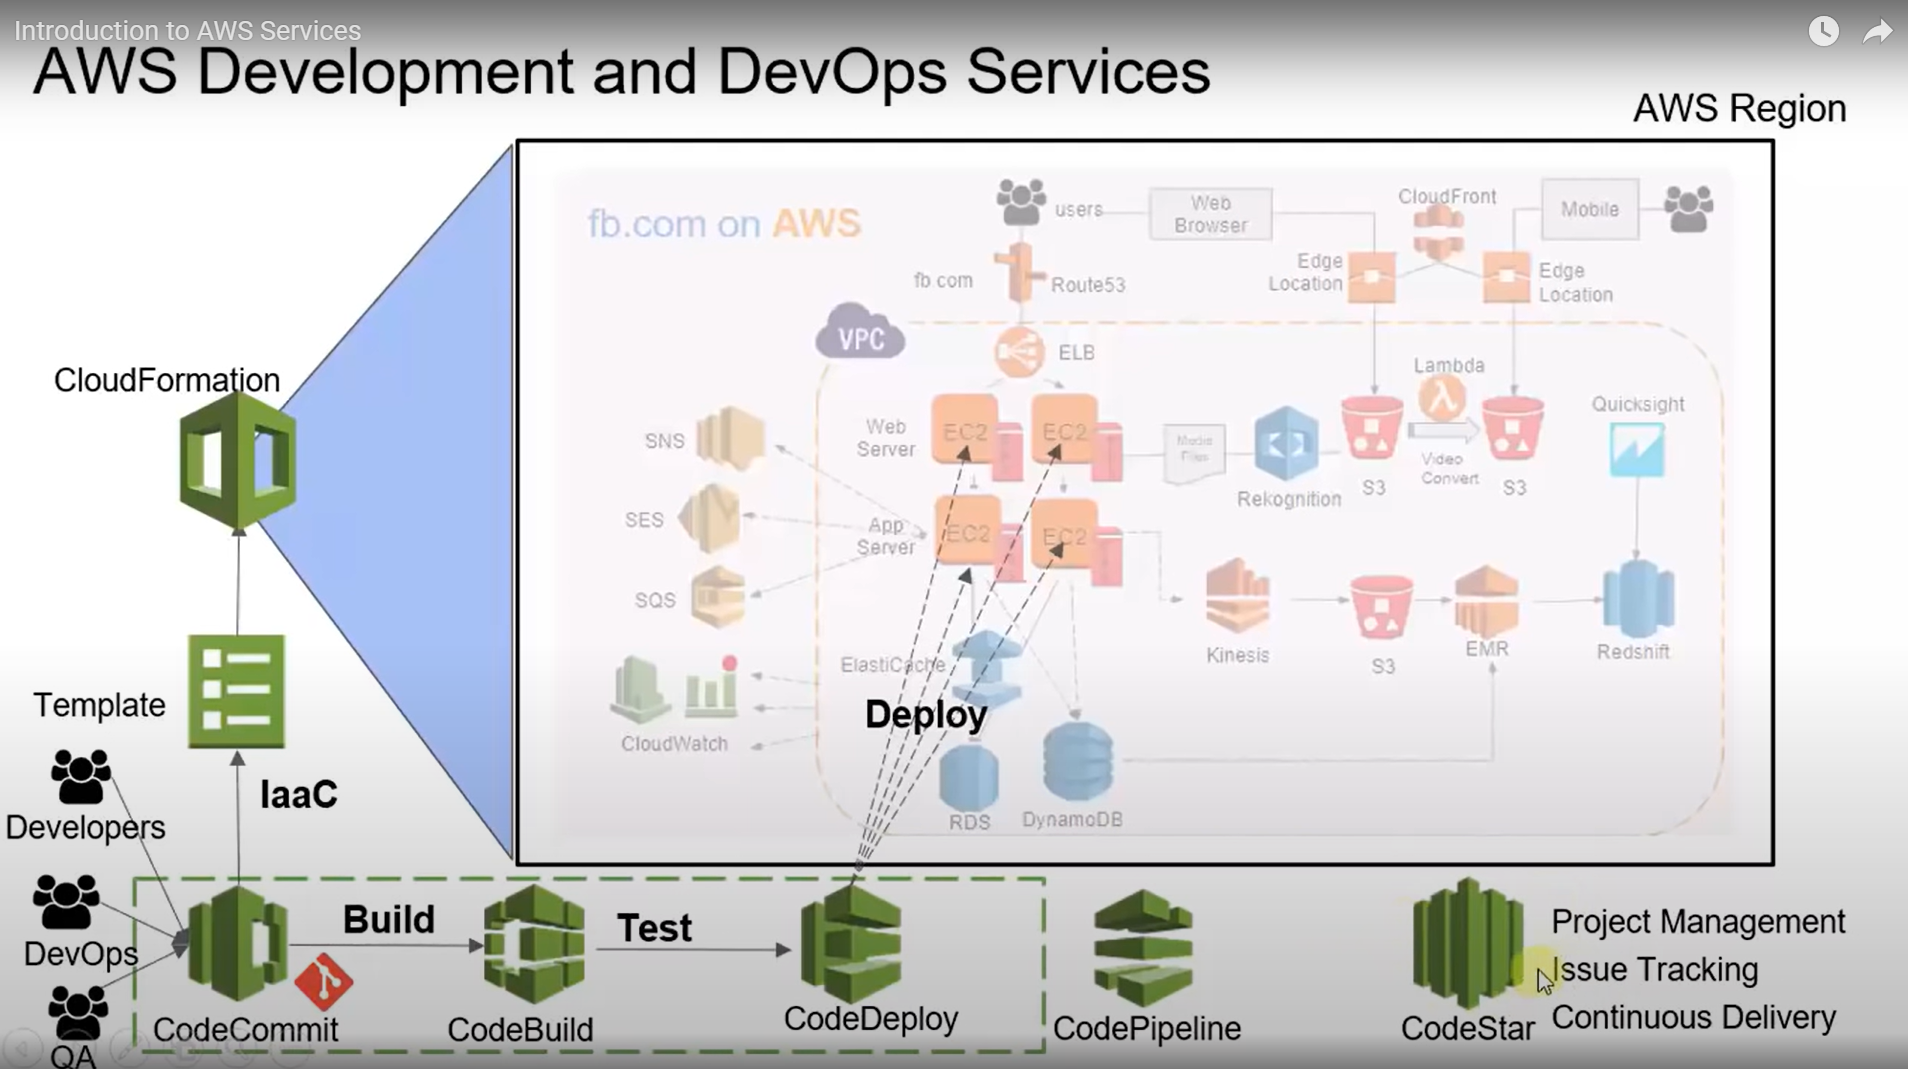 Introduction to AWS Services
AWS Development and DevOps Services
AWS Region
fb.com on AWS
users
Web
Browser
CloudFront
Mobile
Edge
Location
Edge
Location
fb.com
Route53
VPC
ELB
CloudFormation
Lambda
Quicksight
SNS
Web
Server
EC2
EC2
Media
Files
Rekognition
S3
Video
Convert
S3
SES
App
Server
EC2
EC2
SQS
Kinesis
S3
EMR
Redshift
ElastiCache
Template
Deploy
CloudWatch
RDS
DynamoDB
IaaC
Developers
Build
Test
DevOps
CodeCommit
CodeBuild
CodeDeploy
CodePipeline
CodeStar
Project Management
Issue Tracking
Continuous Delivery
QA